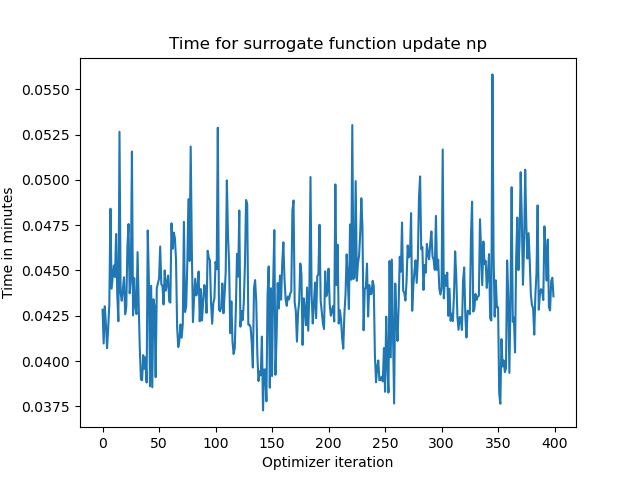 Time for surrogate function update np
Time in minutes
0.0550
0.0525
0.0500
0.0475
0.0450
0.0425
0.0400
0.0375
0 50 100 150 200 250 300 350 400
Optimizer iteration